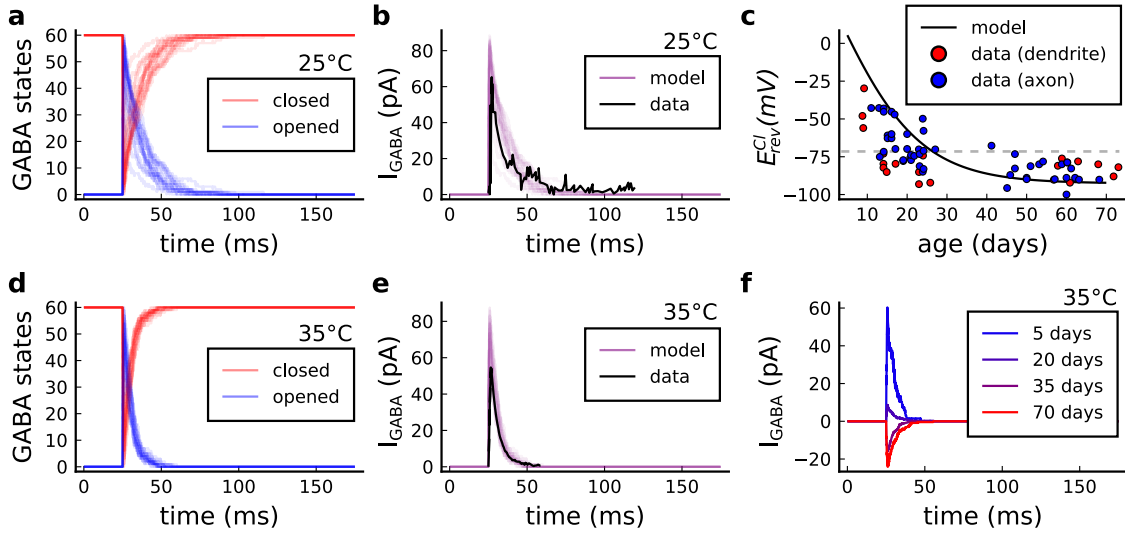 a
GABA states
60
50
40
30
20
10
0
25°C
closed
opened
0
50
100
150
time (ms)
b
I_GABA (pA)
80
60
40
20
0
25°C
model
data
0
50
100
150
time (ms)
c
E^Cl_rev(mV)
0
−25
−50
−75
−100
model
data (dendrite)
data (axon)
10
20
30
40
50
60
70
age (days)
d
GABA states
60
50
40
30
20
10
0
35°C
closed
opened
0
50
100
150
time (ms)
e
I_GABA (pA)
80
60
40
20
0
35°C
model
data
0
50
100
150
time (ms)
f
I_GABA (pA)
60
40
20
0
−20
35°C
5 days
20 days
35 days
70 days
0
50
100
150
time (ms)